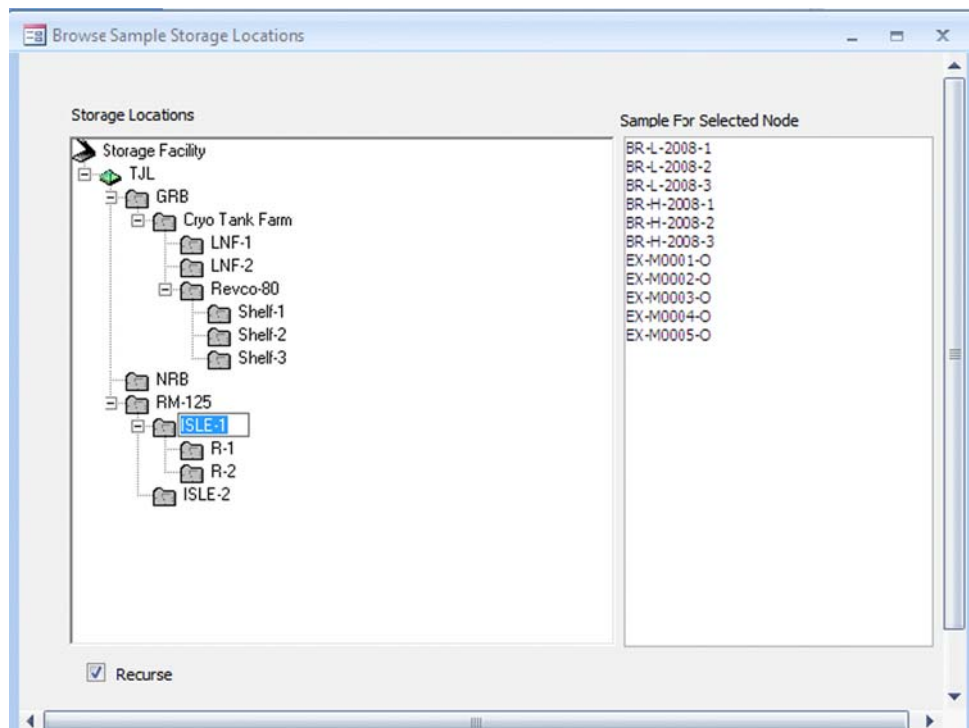 Browse Sample Storage Locations
Storage Locations
Storage Facility
TJL
GRB
Cryo Tank Farm
LNF-1
LNF-2
Revco-80
Shelf-1
Shelf-2
Shelf-3
NRB
RM-125
ISLE-1
R-1
R-2
ISLE-2
Sample For Selected Node
BR-L-2008-1
BR-L-2008-2
BR-L-2008-3
BR-H-2008-1
BR-H-2008-2
BR-H-2008-3
EX-M0001-O
EX-M0002-O
EX-M0003-O
EX-M0004-O
EX-M0005-O
Recurse